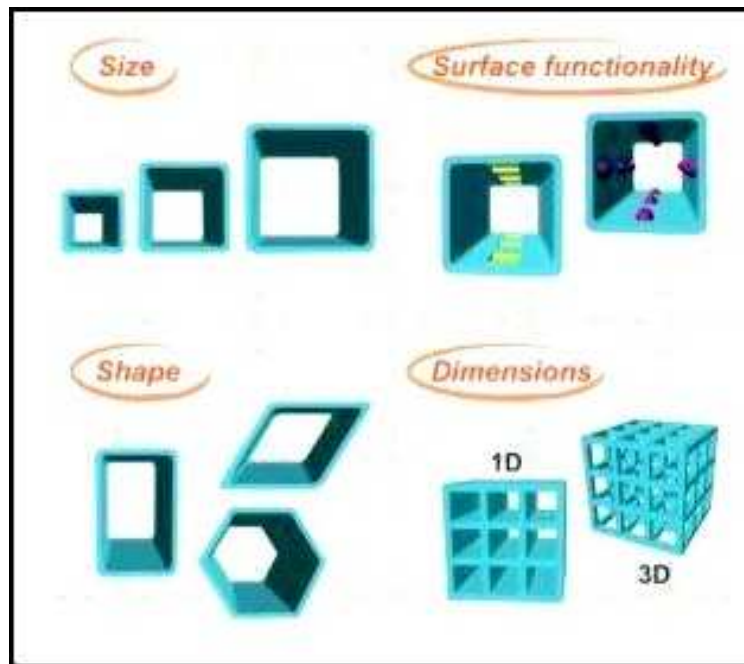 Size
Surface functionality
Shape
Dimensions
1D
3D